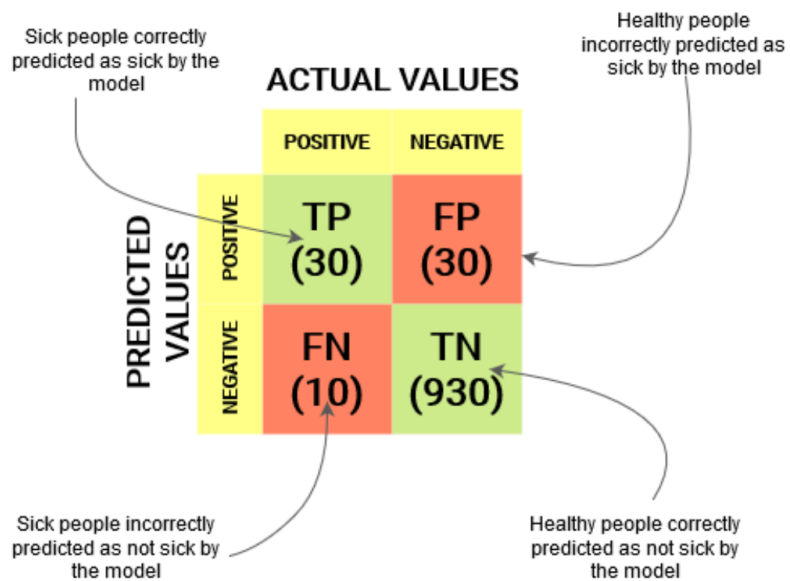 Sick people correctly
predicted as sick by the
model
Healthy people
incorrectly predicted as
sick by the model
ACTUAL VALUES
POSITIVE
NEGATIVE
PREDICTED
VALUES
POSITIVE
TP
(30)
FP
(30)
NEGATIVE
FN
(10)
TN
(930)
Sick people incorrectly
predicted as not sick by
the model
Healthy people correctly
predicted as not sick by
the model